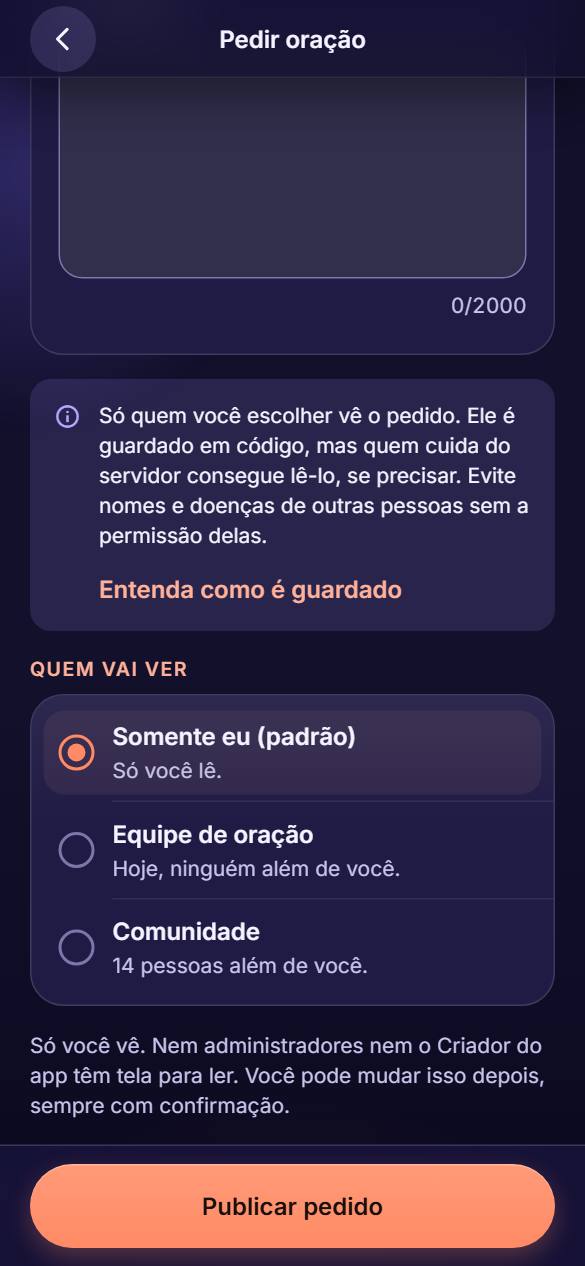 Pedir oração
0/2000
Só quem você escolher vê o pedido. Ele é
guardado em código, mas quem cuida do
servidor consegue lê-lo, se precisar. Evite
nomes e doenças de outras pessoas sem a
permissão delas.
Entenda como é guardado
QUEM VAI VER
Somente eu (padrão)
Só você lê.
Equipe de oração
Hoje, ninguém além de você.
Comunidade
14 pessoas além de você.
Só você vê. Nem administradores nem o Criador do
app têm tela para ler. Você pode mudar isso depois,
sempre com confirmação.
Publicar pedido